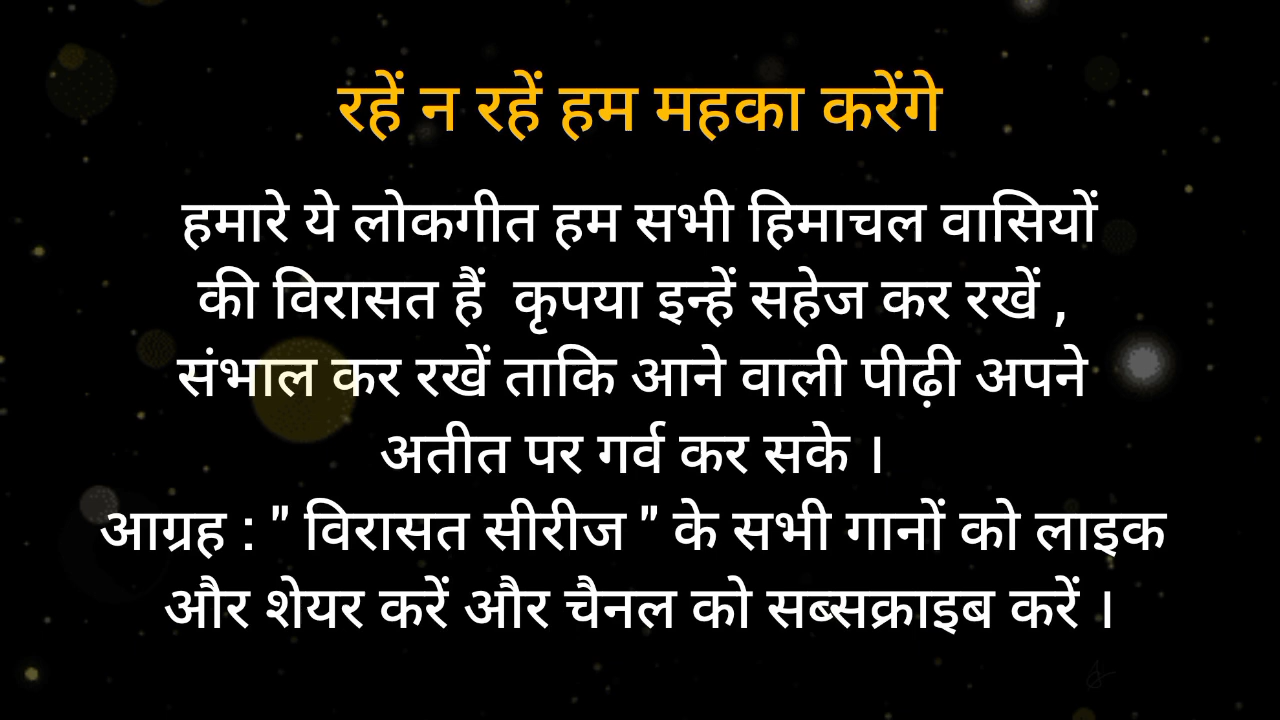 रहें न रहें हम महका करेंगे
हमारे ये लोकगीत हम सभी हिमाचल वासियों
की विरासत हैं  कृपया इन्हें सहेज कर रखें ,
संभाल कर रखें ताकि आने वाली पीढ़ी अपने
अतीत पर गर्व कर सके ।
आग्रह : " विरासत सीरीज " के सभी गानों को लाइक
और शेयर करें और चैनल को सब्सक्राइब करें ।